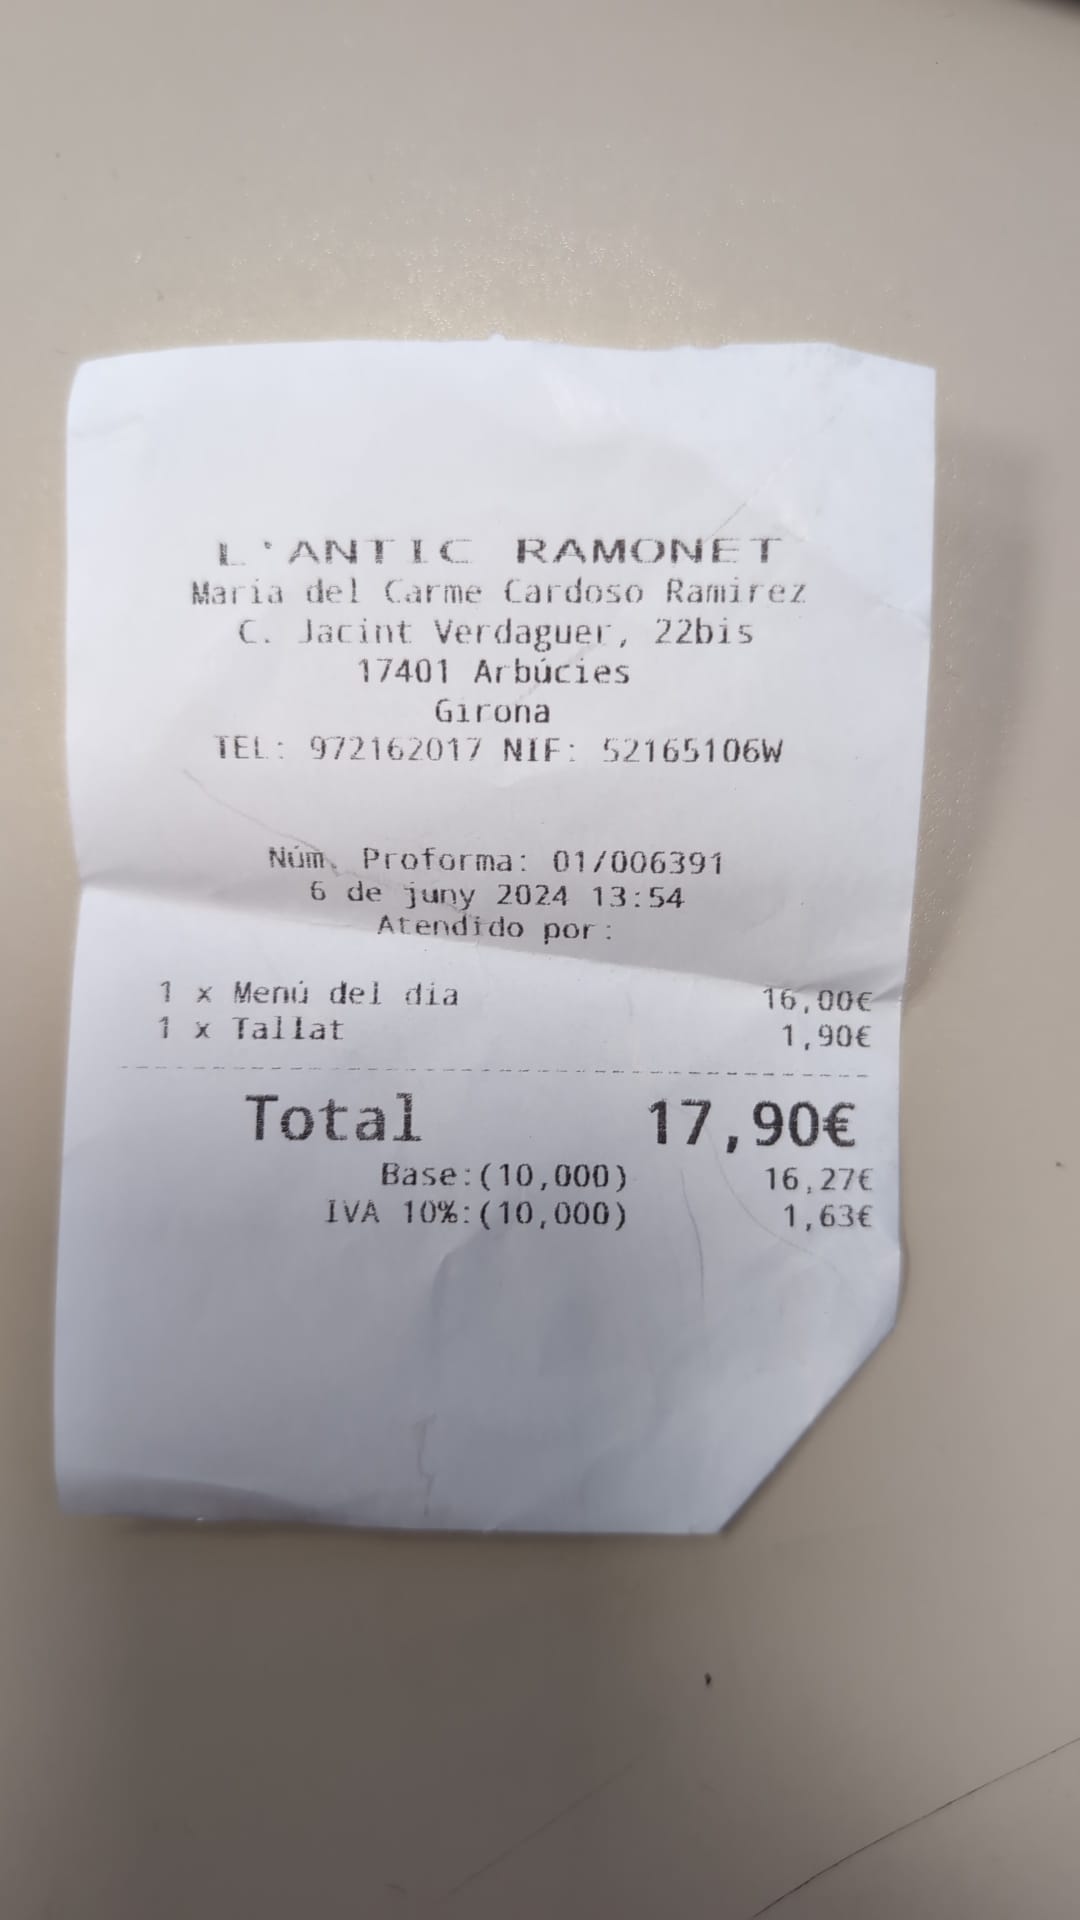 L'ANTIC RAMONET
Maria del Carme Cardoso Ramirez
C. Jacint Verdaguer, 22bis
17401 Arbúcies
Girona
TEL: 972162017 NIF: 52165106W
Núm. Proforma: 01/006391
6 de juny 2024 13:54
Atendido por:
1 x Menú del dia 16,00€
1 x Tallat 1,90€
Total 17,90€
Base:(10,000) 16,27€
IVA 10%:(10,000) 1,63€